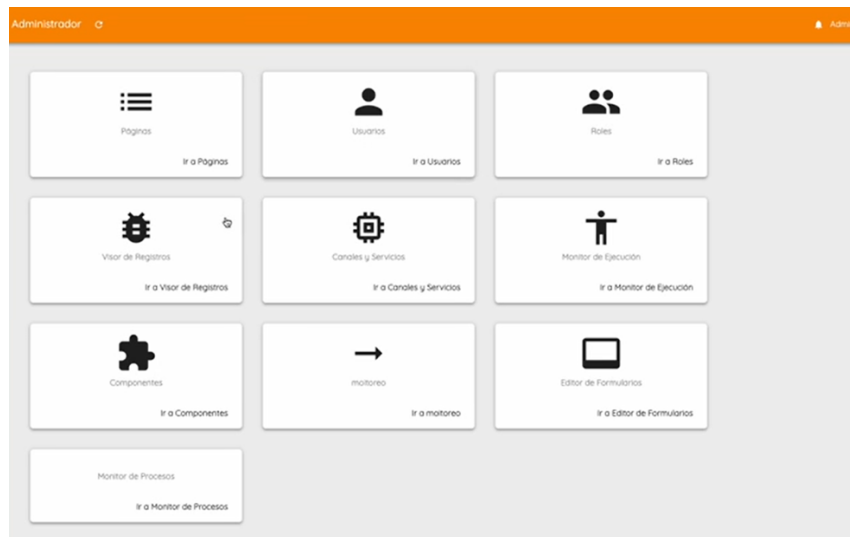 Administrador
Admi
Páginas
Ir a Páginas
Usuarios
Ir a Usuarios
Roles
Ir a Roles
Visor de Registros
Ir a Visor de Registros
Canales y Servicios
Ir a Canales y Servicios
Monitor de Ejecución
Ir a Monitor de Ejecución
Componentes
Ir a Componentes
moitoreo
Ir a moitoreo
Editor de Formularios
Ir a Editor de Formularios
Monitor de Procesos
Ir a Monitor de Procesos